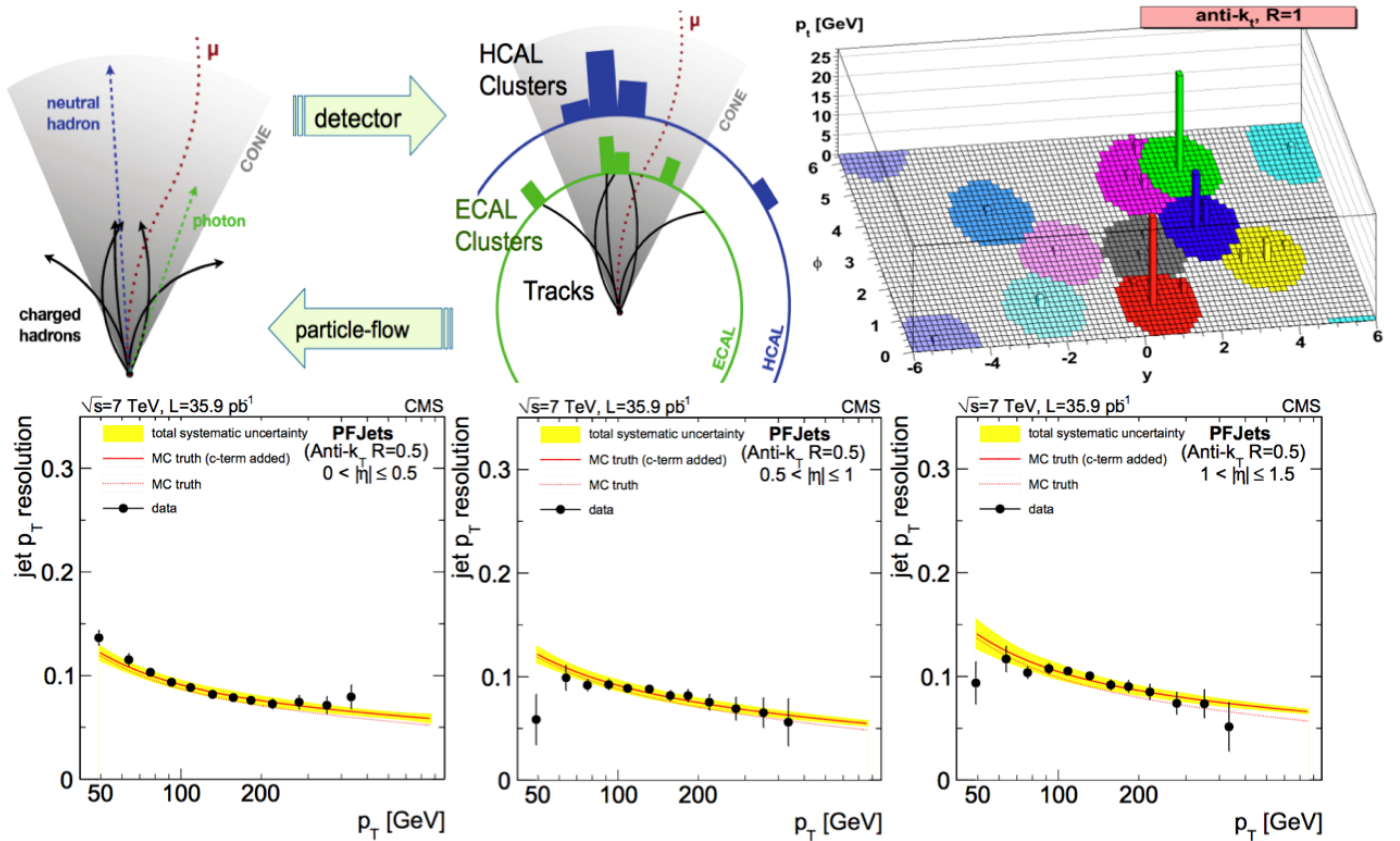 μ
neutral
hadron
CONE
photon
charged
hadrons
detector
particle-flow
HCAL
Clusters
μ
CONE
ECAL
Clusters
Tracks
ECAL
HCAL
p_t [GeV]
anti-k_t, R=1
25
20
15
10
5
0
6
5
4
3
2
1
0
ϕ
-6
-4
-2
0
2
4
6
y
√s=7 TeV, L=35.9 pb¹
CMS
total systematic uncertainty
MC truth (c-term added)
MC truth
data
PFJets
(Anti-k_T R=0.5)
0 < |η| ≤ 0.5
jet p_T resolution
0.3
0.2
0.1
0
50
100
200
p_T [GeV]
√s=7 TeV, L=35.9 pb¹
CMS
total systematic uncertainty
MC truth (c-term added)
MC truth
data
PFJets
(Anti-k_T R=0.5)
0.5 < |η| ≤ 1
jet p_T resolution
0.3
0.2
0.1
0
50
100
200
p_T [GeV]
√s=7 TeV, L=35.9 pb¹
CMS
total systematic uncertainty
MC truth (c-term added)
MC truth
data
PFJets
(Anti-k_T R=0.5)
1 < |η| ≤ 1.5
jet p_T resolution
0.3
0.2
0.1
0
50
100
200
p_T [GeV]